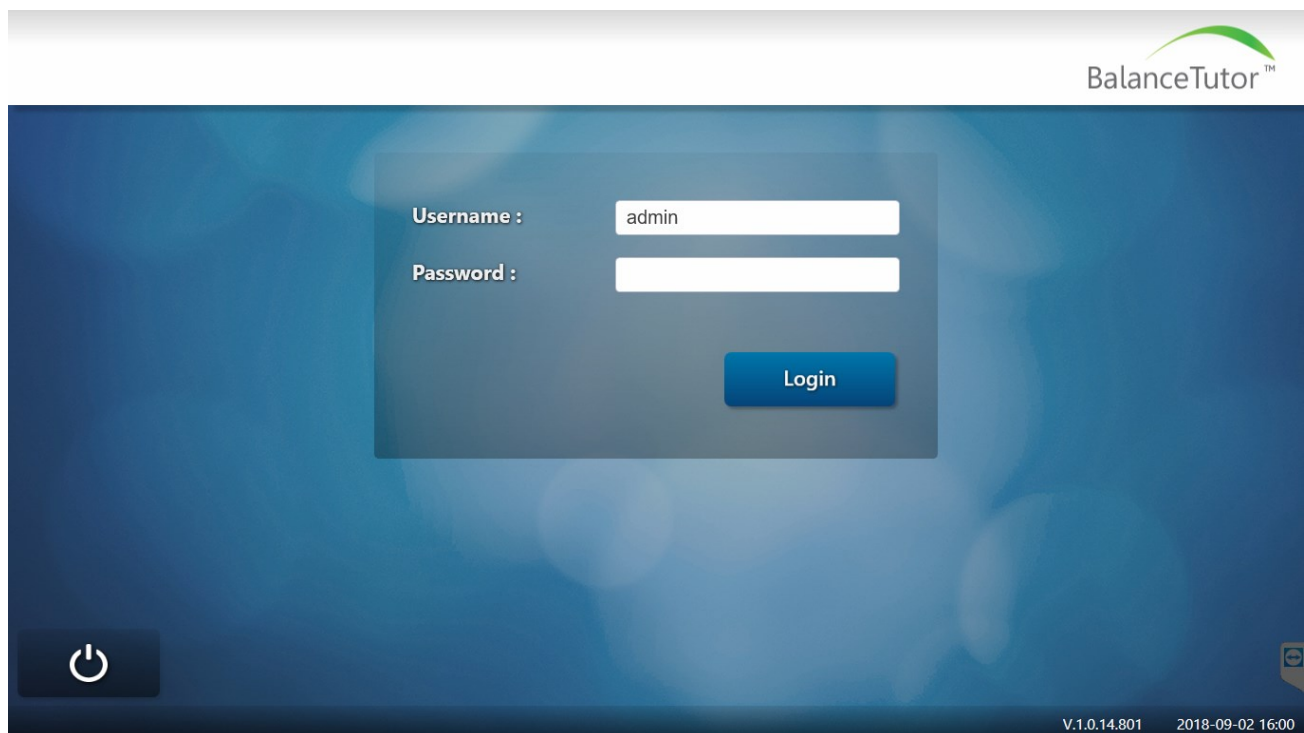 BalanceTutor™
Username :
admin
Password :
Login
V.1.0.14.801 2018-09-02 16:00